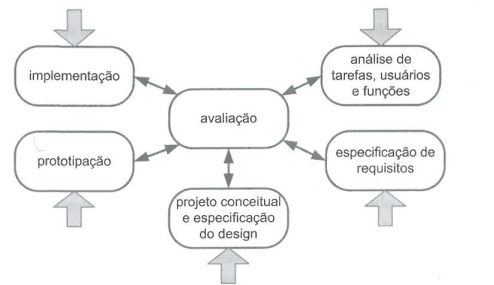 implementação
análise de
tarefas, usuários
e funções
avaliação
prototipação
especificação de
requisitos
projeto conceitual
e especificação
do design